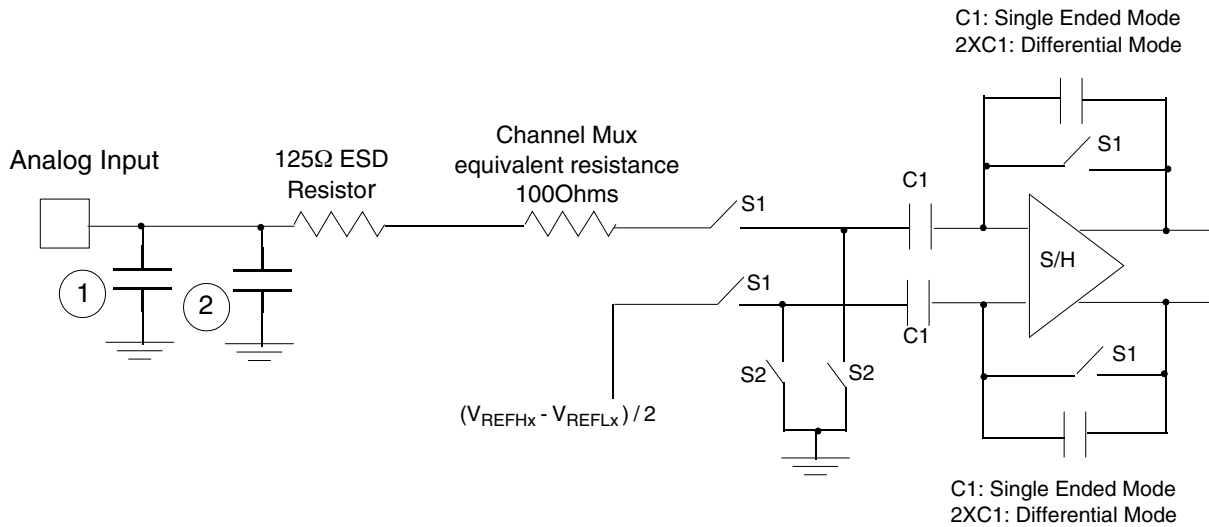 C1: Single Ended Mode
2XC1: Differential Mode
Analog Input
125Ω ESD
Resistor
Channel Mux
equivalent resistance
100Ohms
S1
C1
S1
S/H
1
2
S1
C1
S1
S2
S2
(VREFHx - VREFLx ) / 2
C1: Single Ended Mode
2XC1: Differential Mode